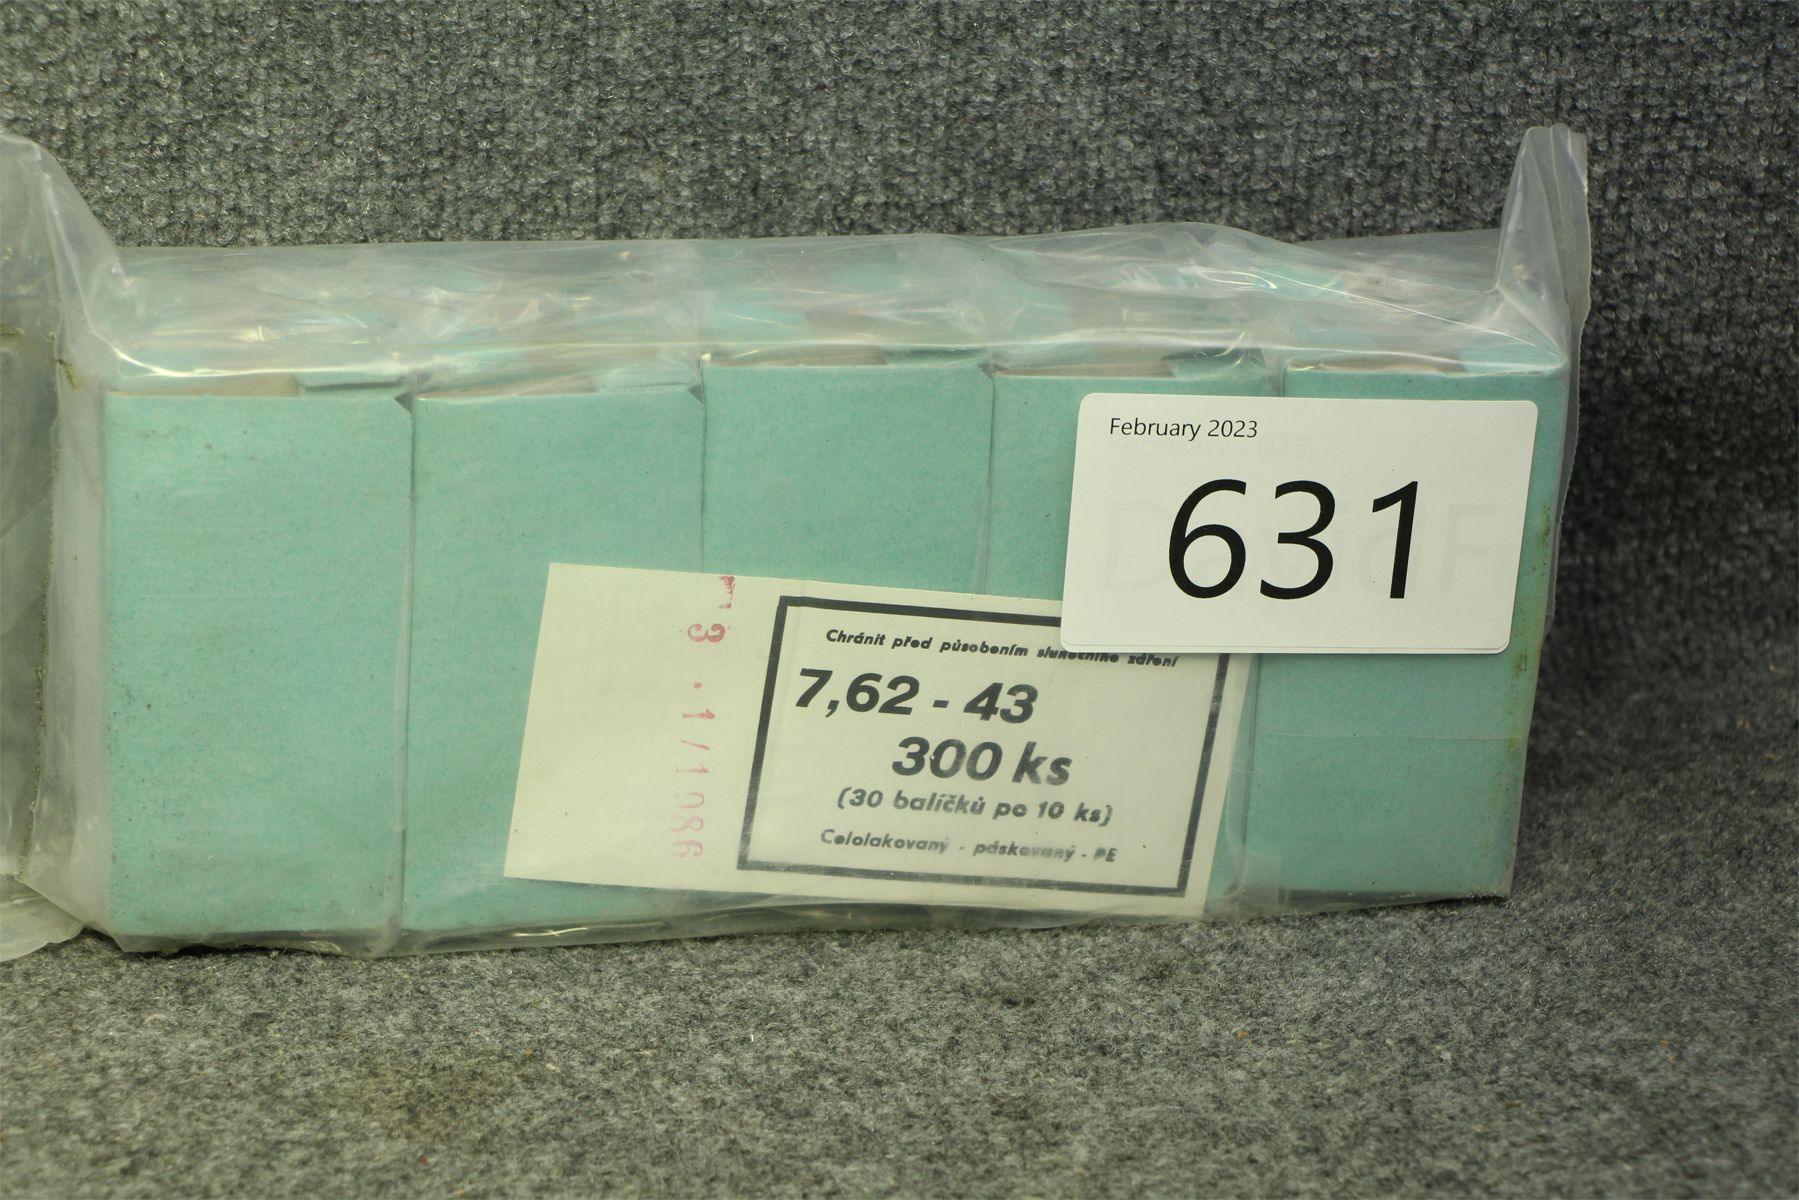 February 2023
631
Chránit před působením slunečního záření
7,62 - 43
300 ks
(30 balíčků po 10 ks)
Celolakovaný - páskovaný - PE
3 - 1/1986